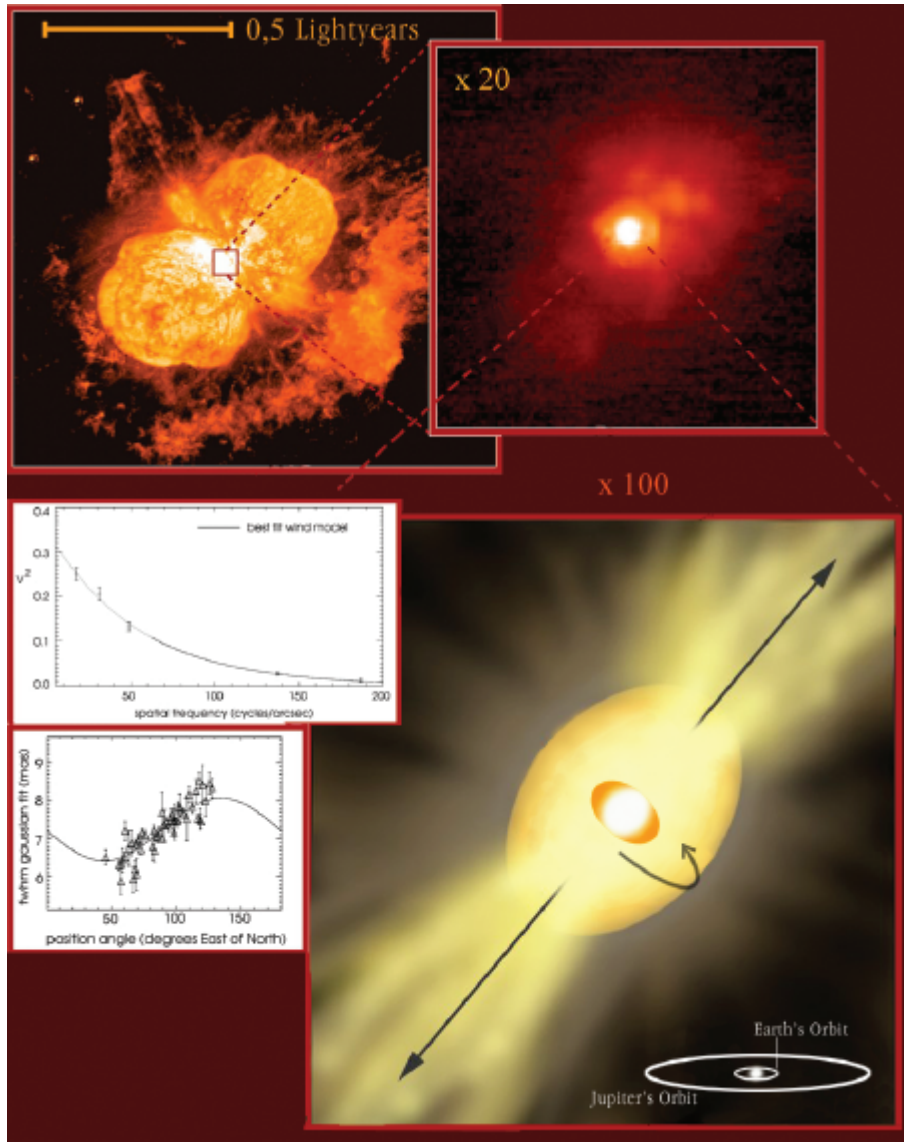 0,5 Lightyears
x 20
x 100
0.4
0.3
0.2
0.1
0.0
v²
best fit wind model
50
100
150
200
spatial frequency (cycles/arcsec)
9
8
7
6
fwhm gaussian fit (mas)
50
100
150
position angle (degrees East of North)
Earth's Orbit
Jupiter's Orbit